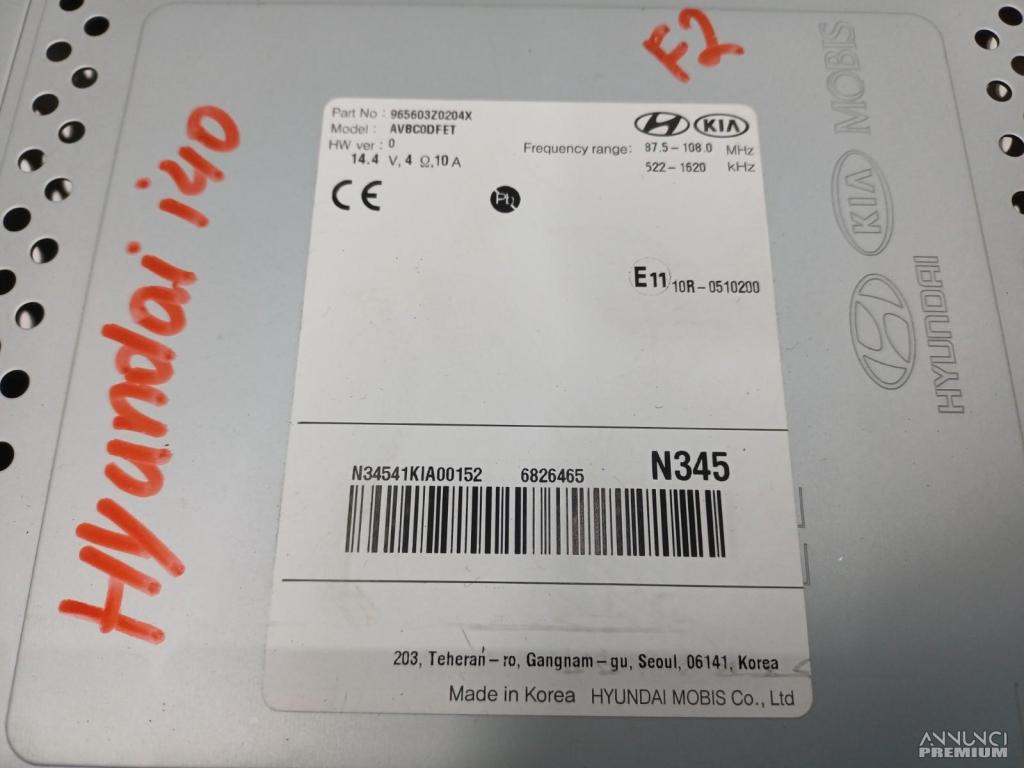 F2
Hyundai i40
Part No : 965603Z0204X
Model : AVBC0DFET
HW ver : 0
14.4 V, 4 Ω, 10 A
HYUNDAI KIA
Frequency range: 87.5 - 108.0 MHz
522 - 1620 kHz
CE
E11 10R - 0510200
N34541KIA00152 6826465 N345
203, Teheran - ro, Gangnam - gu, Seoul, 06141, Korea
Made in Korea HYUNDAI MOBIS Co., Ltd
HYUNDAI KIA MOBIS
ANNUNCI
PREMIUM